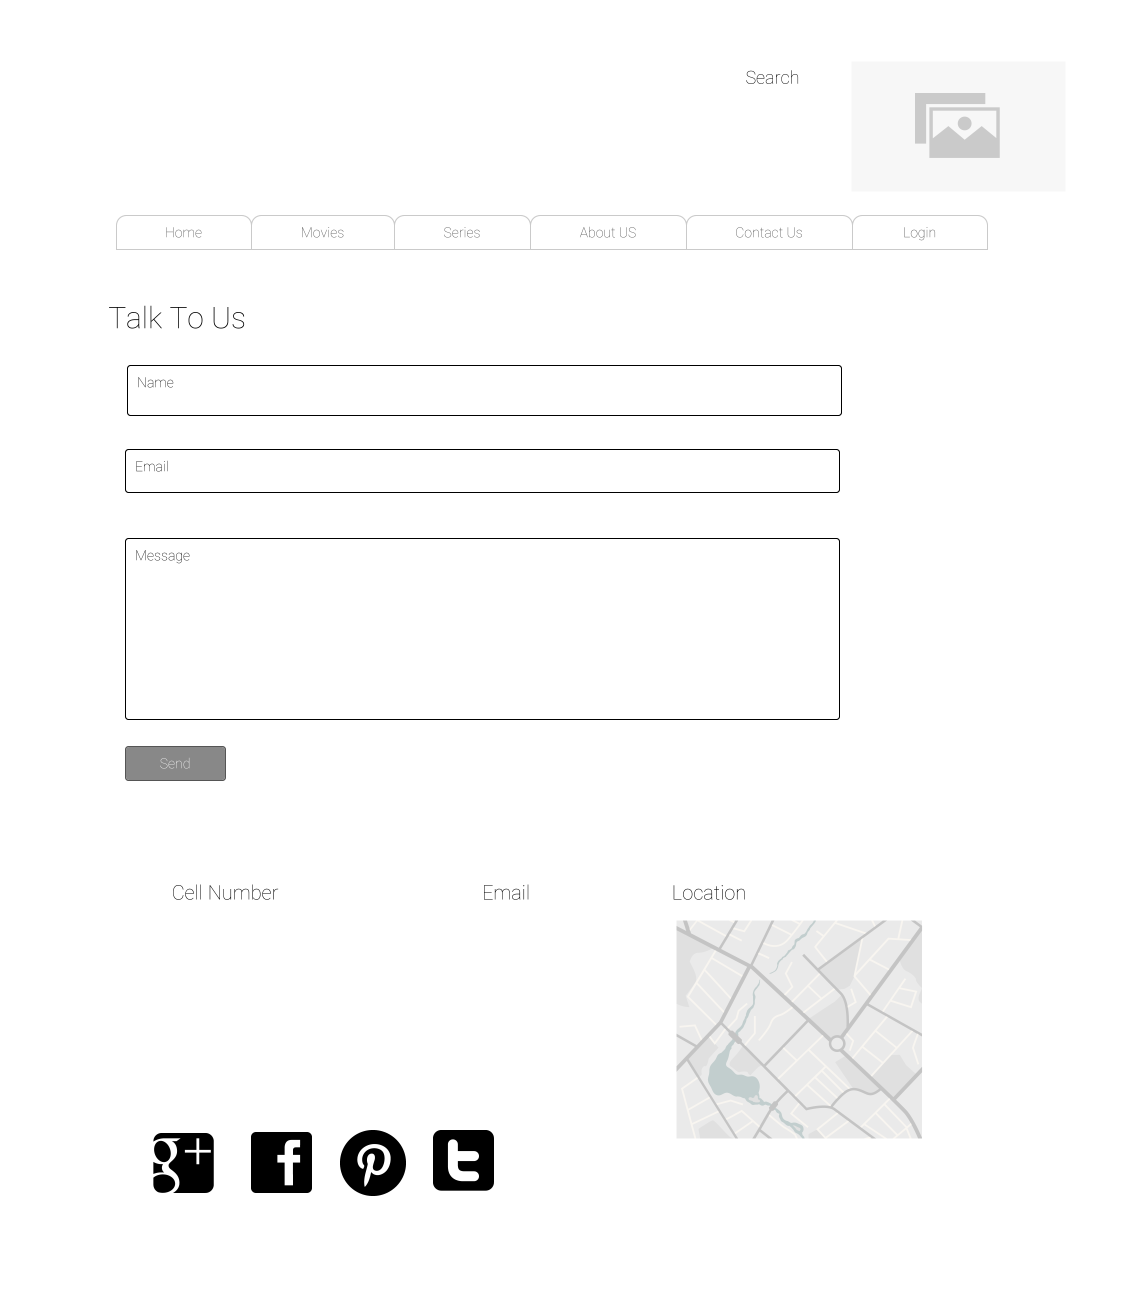 Search
Home Movies Series About US Contact Us Login
Talk To Us
Name
Email
Message
Send
Cell Number Email Location
g+ f p t